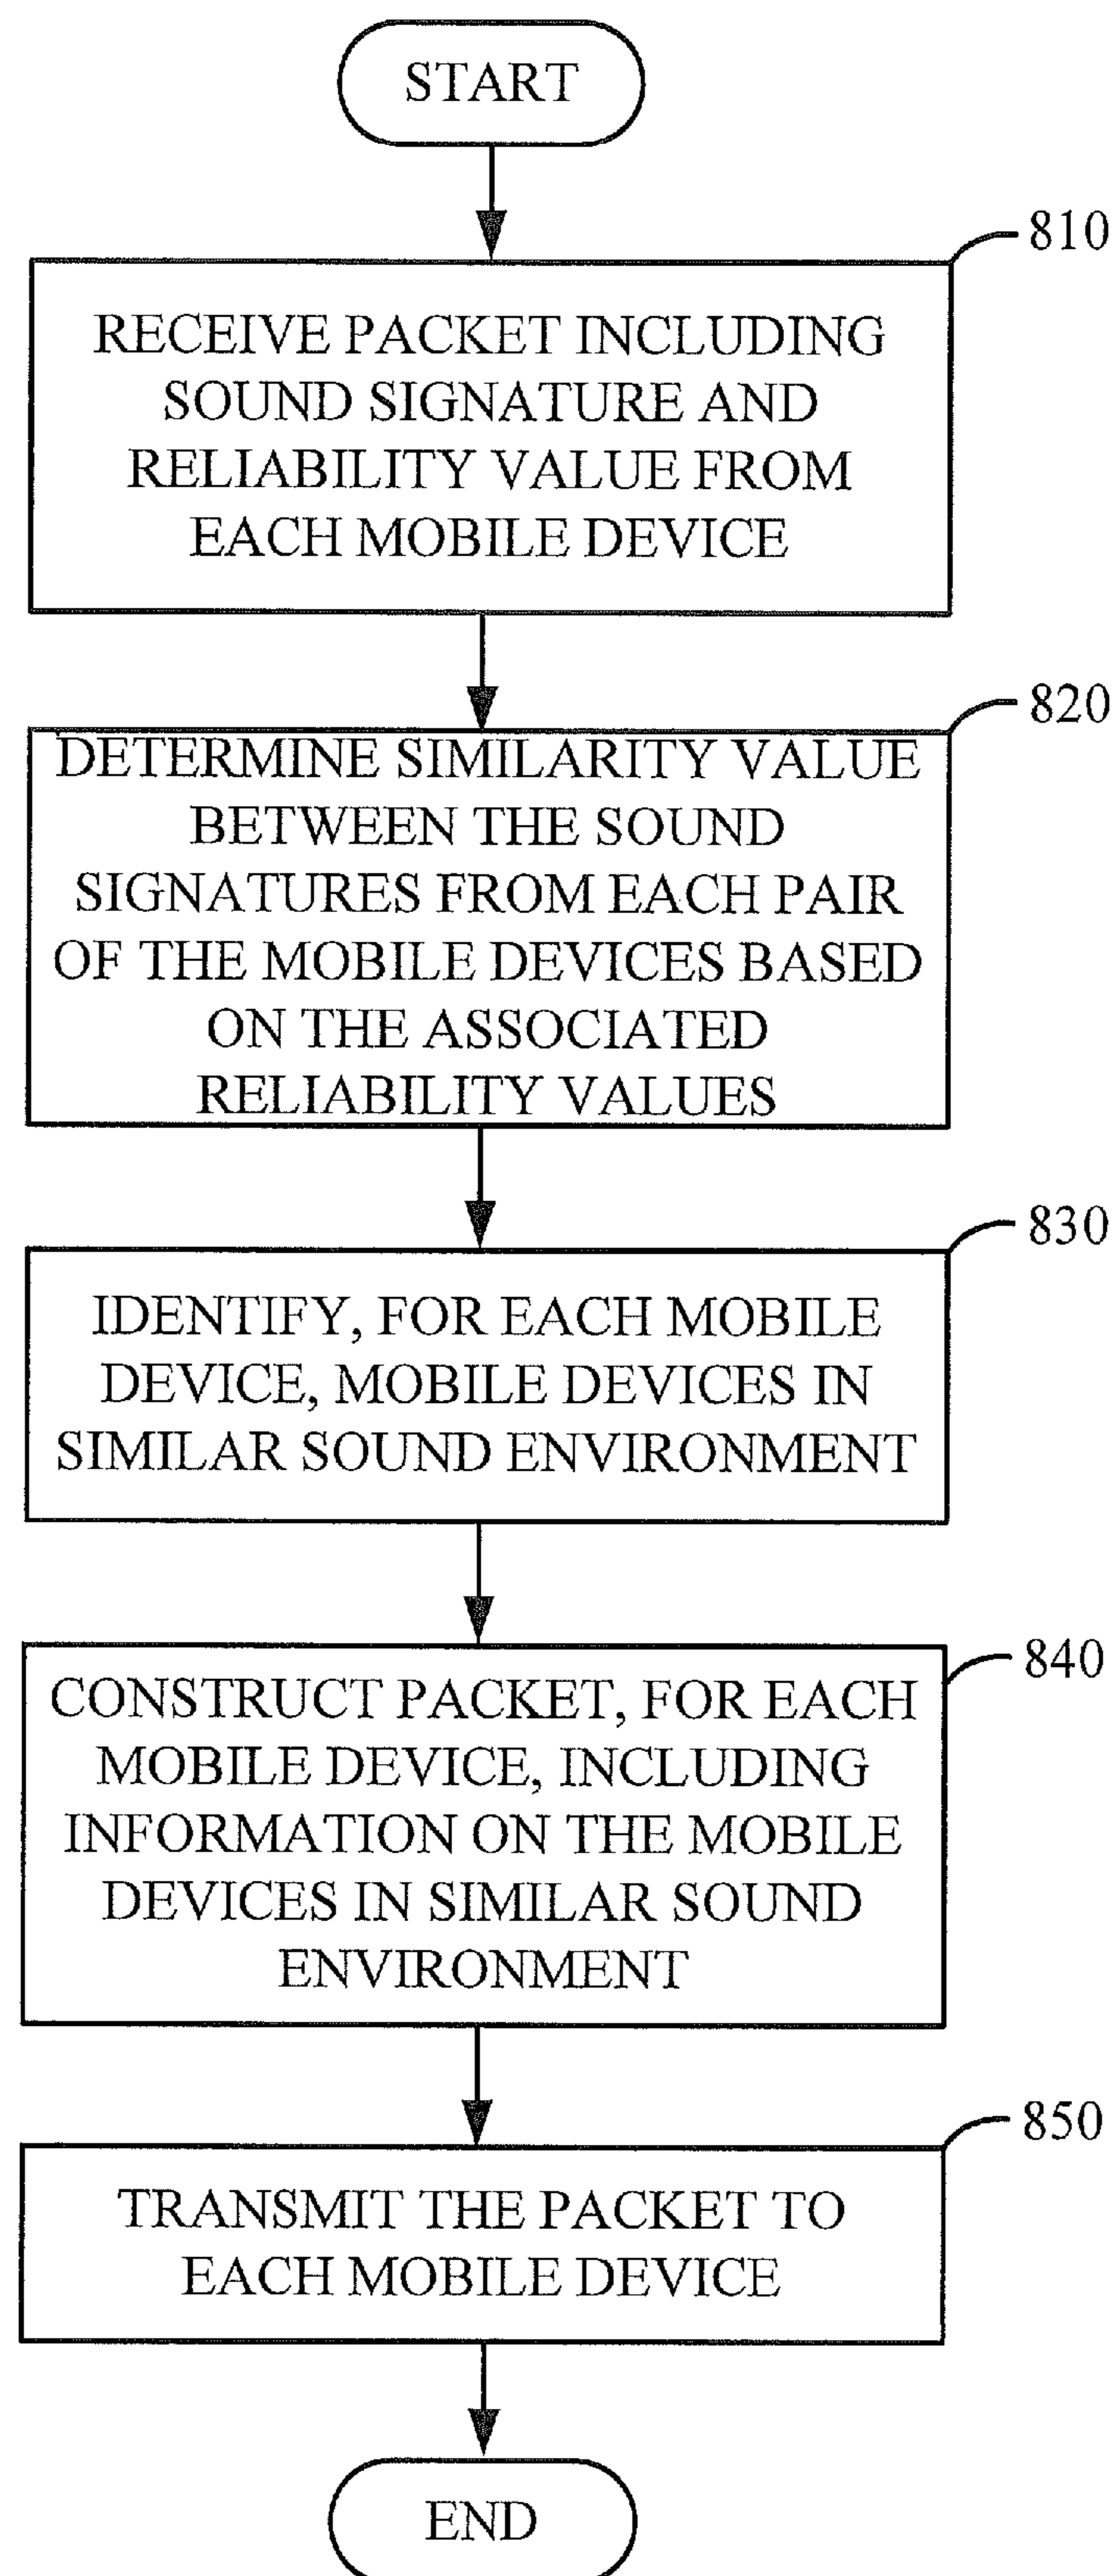 START
810
RECEIVE PACKET INCLUDING
SOUND SIGNATURE AND
RELIABILITY VALUE FROM
EACH MOBILE DEVICE
820
DETERMINE SIMILARITY VALUE
BETWEEN THE SOUND
SIGNATURES FROM EACH PAIR
OF THE MOBILE DEVICES BASED
ON THE ASSOCIATED
RELIABILITY VALUES
830
IDENTIFY, FOR EACH MOBILE
DEVICE, MOBILE DEVICES IN
SIMILAR SOUND ENVIRONMENT
840
CONSTRUCT PACKET, FOR EACH
MOBILE DEVICE, INCLUDING
INFORMATION ON THE MOBILE
DEVICES IN SIMILAR SOUND
ENVIRONMENT
850
TRANSMIT THE PACKET TO
EACH MOBILE DEVICE
END